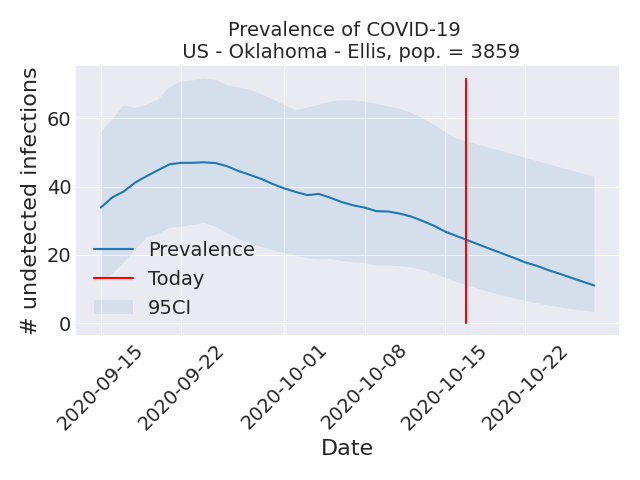 Prevalence of COVID-19
US - Oklahoma - Ellis, pop. = 3859
# undetected infections
60
40
20
0
Prevalence
Today
95CI
2020-09-15
2020-09-22
2020-10-01
2020-10-08
2020-10-15
2020-10-22
Date